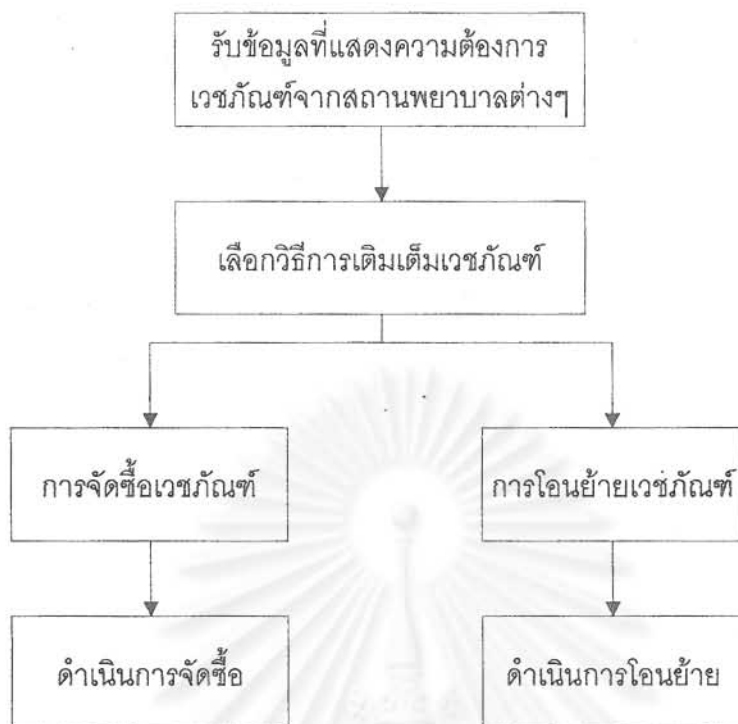 รับข้อมูลที่แสดงความต้องการ
เวชภัณฑ์จากสถานพยาบาลต่างๆ
เลือกวิธีการเติมเต็มเวชภัณฑ์
การจัดซื้อเวชภัณฑ์
การโอนย้ายเวชภัณฑ์
ดำเนินการจัดซื้อ
ดำเนินการโอนย้าย